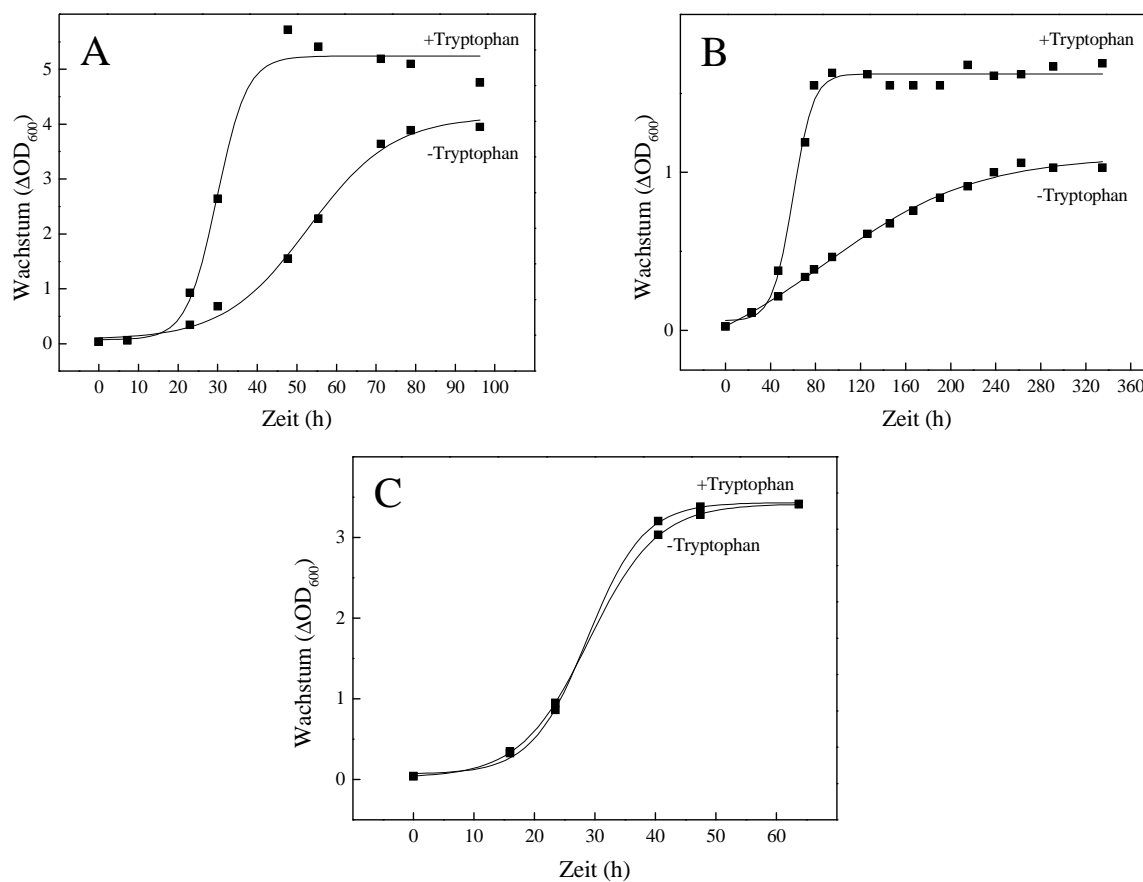 A
+Tryptophan
-Tryptophan
Wachstum (ΔOD600)
5
4
3
2
1
0
0 10 20 30 40 50 60 70 80 90 100
Zeit (h)
B
+Tryptophan
-Tryptophan
Wachstum (ΔOD600)
1
0
0 40 80 120 160 200 240 280 320 360
Zeit (h)
C
+Tryptophan
-Tryptophan
Wachstum (ΔOD600)
3
2
1
0
0 10 20 30 40 50 60
Zeit (h)